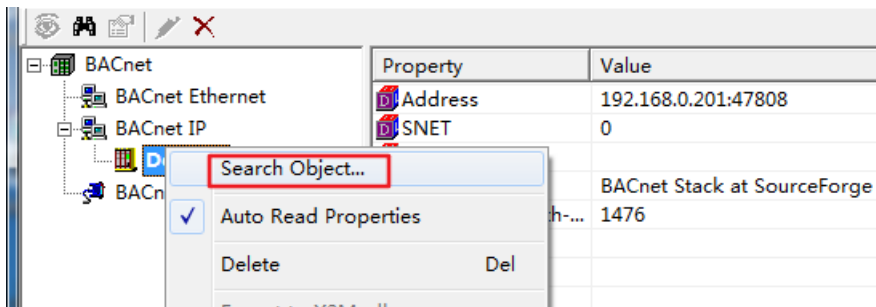 BACnet
Property Value
BACnet Ethernet
Address 192.168.0.201:47808
BACnet IP
SNET 0
Search Object...
BACnet Stack at SourceForge
Auto Read Properties
h-... 1476
Delete Del